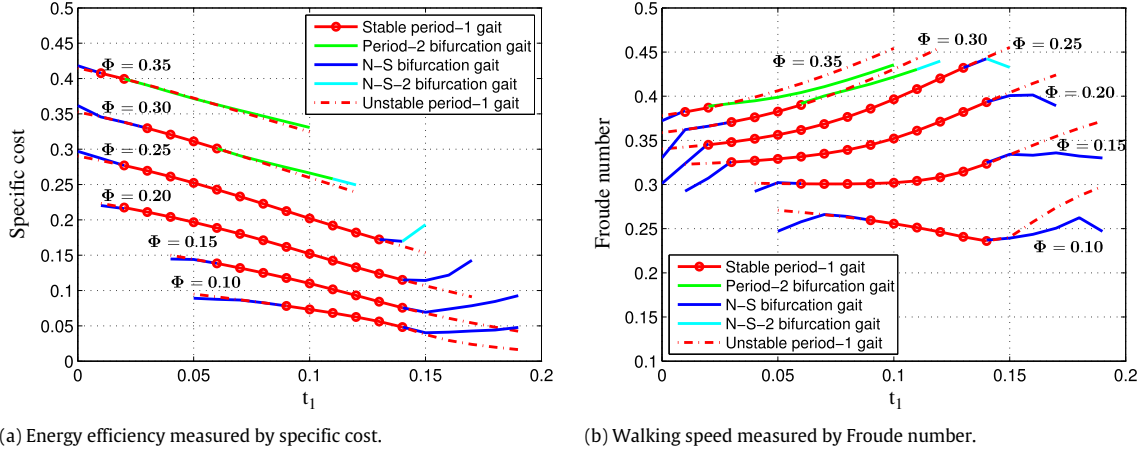 0.5
0.45
0.4
0.35
0.3
0.25
0.2
0.15
0.1
0.05
0
0
0.05
0.1
0.15
0.2
Specific cost
t1
Stable period−1 gait
Period−2 bifurcation gait
N−S bifurcation gait
N−S−2 bifurcation gait
Unstable period−1 gait
Φ = 0.35
Φ = 0.30
Φ = 0.25
Φ = 0.20
Φ = 0.15
Φ = 0.10
(a) Energy efficiency measured by specific cost.
0.5
0.45
0.4
0.35
0.3
0.25
0.2
0.15
0.1
0
0.05
0.1
0.15
0.2
Froude number
t1
Φ = 0.35
Φ = 0.30
Φ = 0.25
Φ = 0.20
Φ = 0.15
Φ = 0.10
Stable period−1 gait
Period−2 bifurcation gait
N−S bifurcation gait
N−S−2 bifurcation gait
Unstable period−1 gait
(b) Walking speed measured by Froude number.